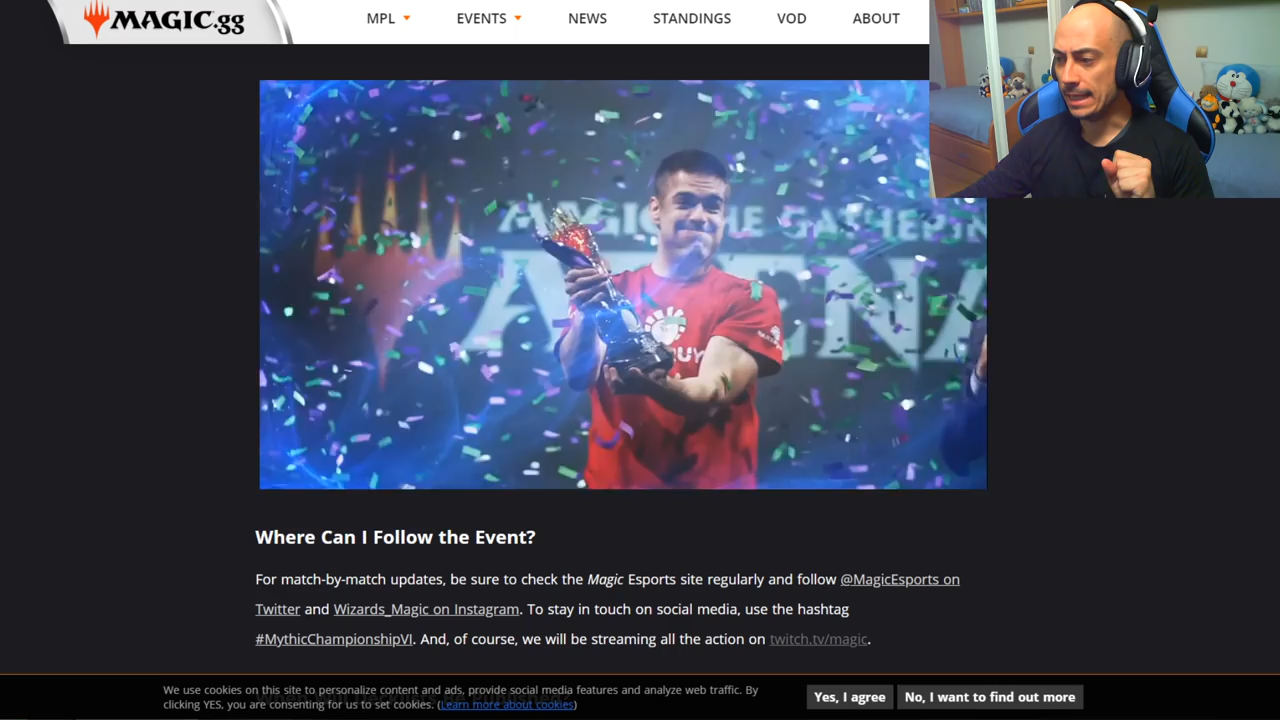 MAGIC.gg
MPL EVENTS NEWS STANDINGS VOD ABOUT
MAGIC THE GATHERIN
ARENA
Where Can I Follow the Event?
For match-by-match updates, be sure to check the Magic Esports site regularly and follow @MagicEsports on
Twitter and Wizards_Magic on Instagram. To stay in touch on social media, use the hashtag
#MythicChampionshipVI. And, of course, we will be streaming all the action on twitch.tv/magic.
We use cookies on this site to personalize content and ads, provide social media features and analyze web traffic. By
clicking YES, you are consenting for us to set cookies. (Learn more about cookies)
Yes, I agree
No, I want to find out more